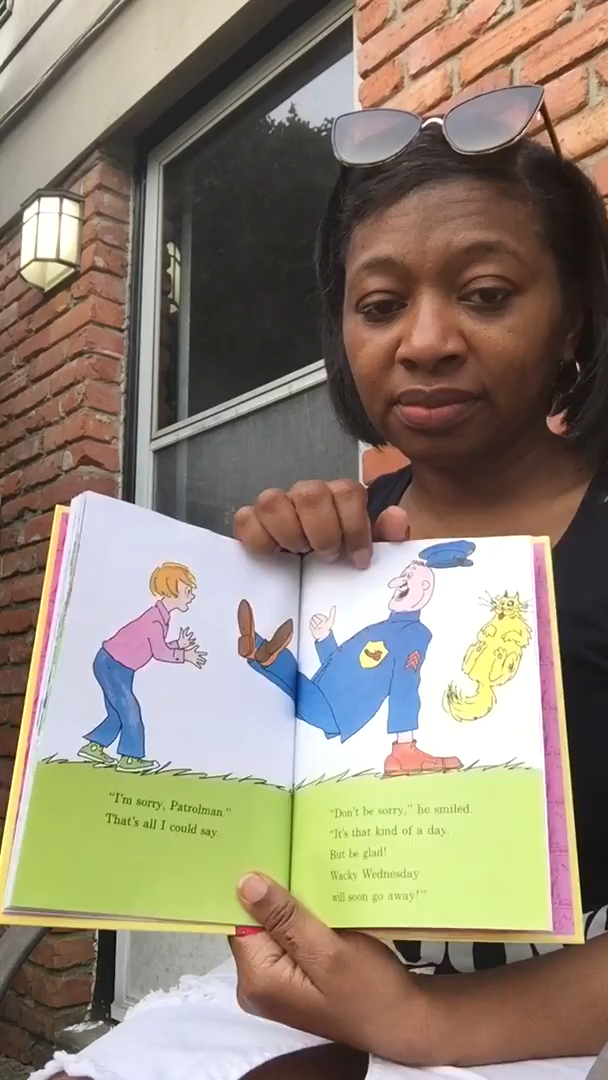 "I'm sorry, Patrolman."
That's all I could say.
"Don't be sorry," he smiled.
"It's that kind of a day.
But be glad!
Wacky Wednesday
will soon go away!"